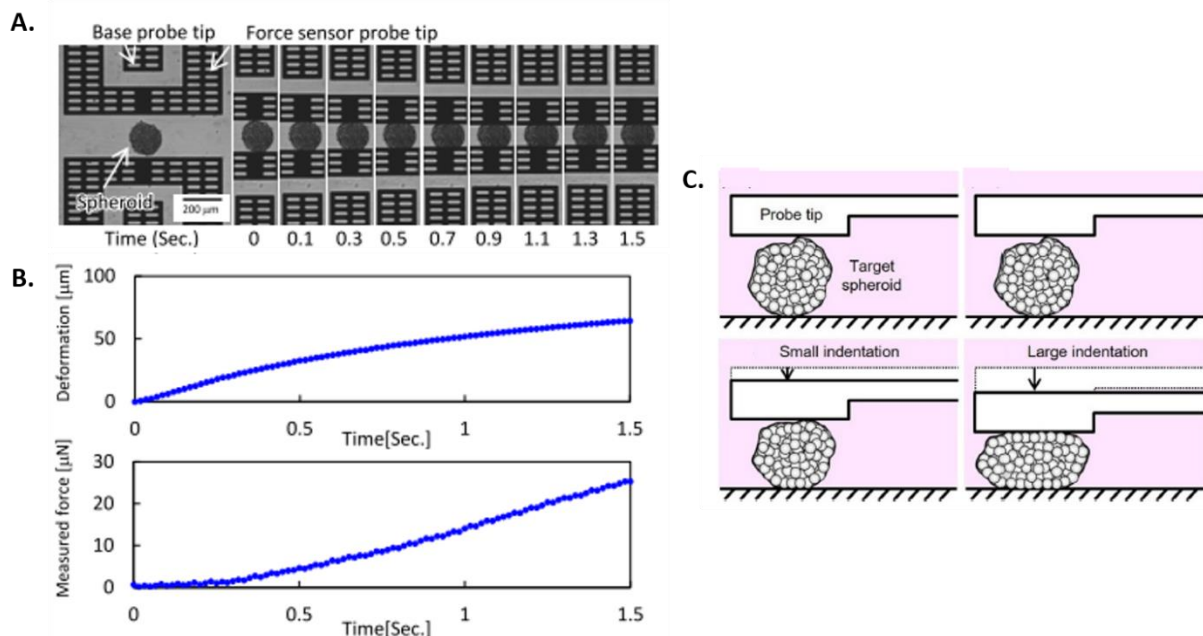 A.
Base probe tip
Force sensor probe tip
Spheroid
200 μm
Time (Sec.) 0 0.1 0.3 0.5 0.7 0.9 1.1 1.3 1.5
B.
Deformation [μm]
100
50
0
0 0.5 1 1.5
Time[Sec.]
Measured force [μN]
30
20
10
0
0 0.5 1 1.5
Time[Sec.]
C.
Probe tip
Target
spheroid
Small indentation
Large indentation